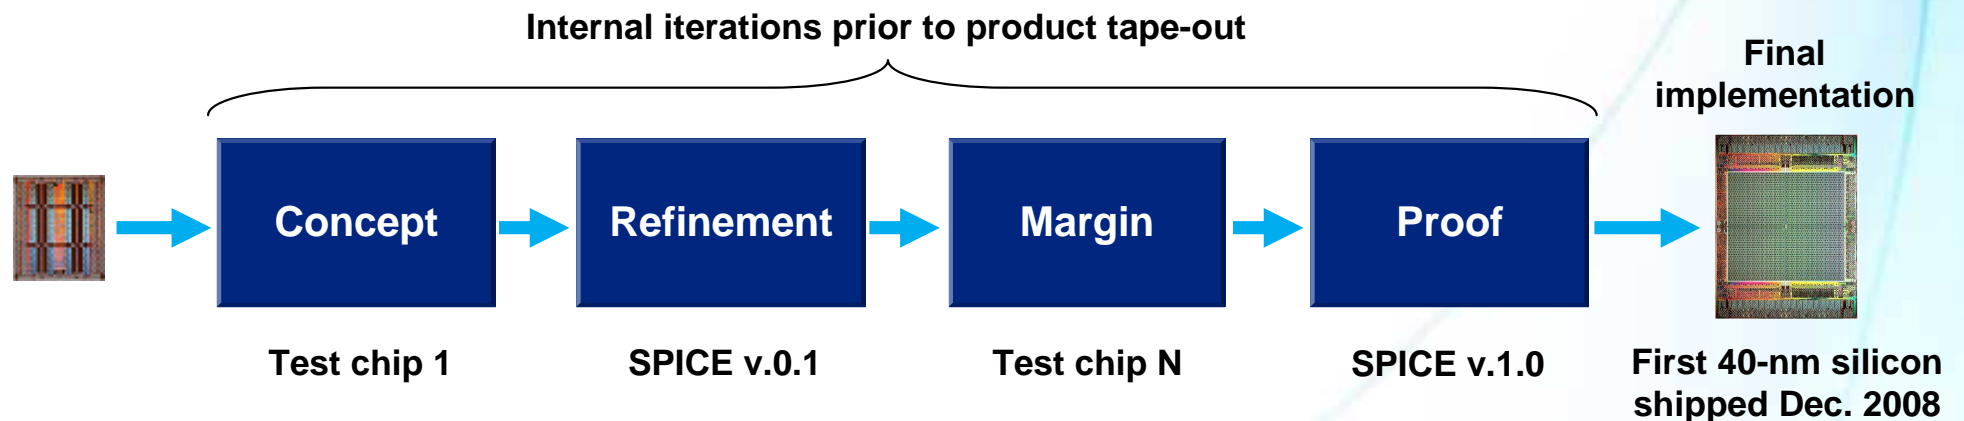 Internal iterations prior to product tape-out
Final
implementation
Concept
Refinement
Margin
Proof
Test chip 1
SPICE v.0.1
Test chip N
SPICE v.1.0
First 40-nm silicon
shipped Dec. 2008